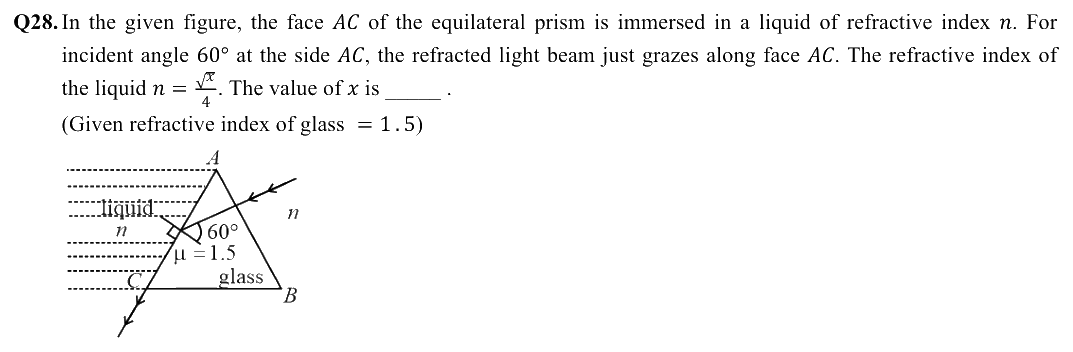 Q28. In the given figure, the face AC of the equilateral prism is immersed in a liquid of refractive index n. For
incident angle 60° at the side AC, the refracted light beam just grazes along face AC. The refractive index of
the liquid n = √x/4. The value of x is _____ .
(Given refractive index of glass = 1.5)
A
liquid
n
n
60°
μ = 1.5
C
glass
B